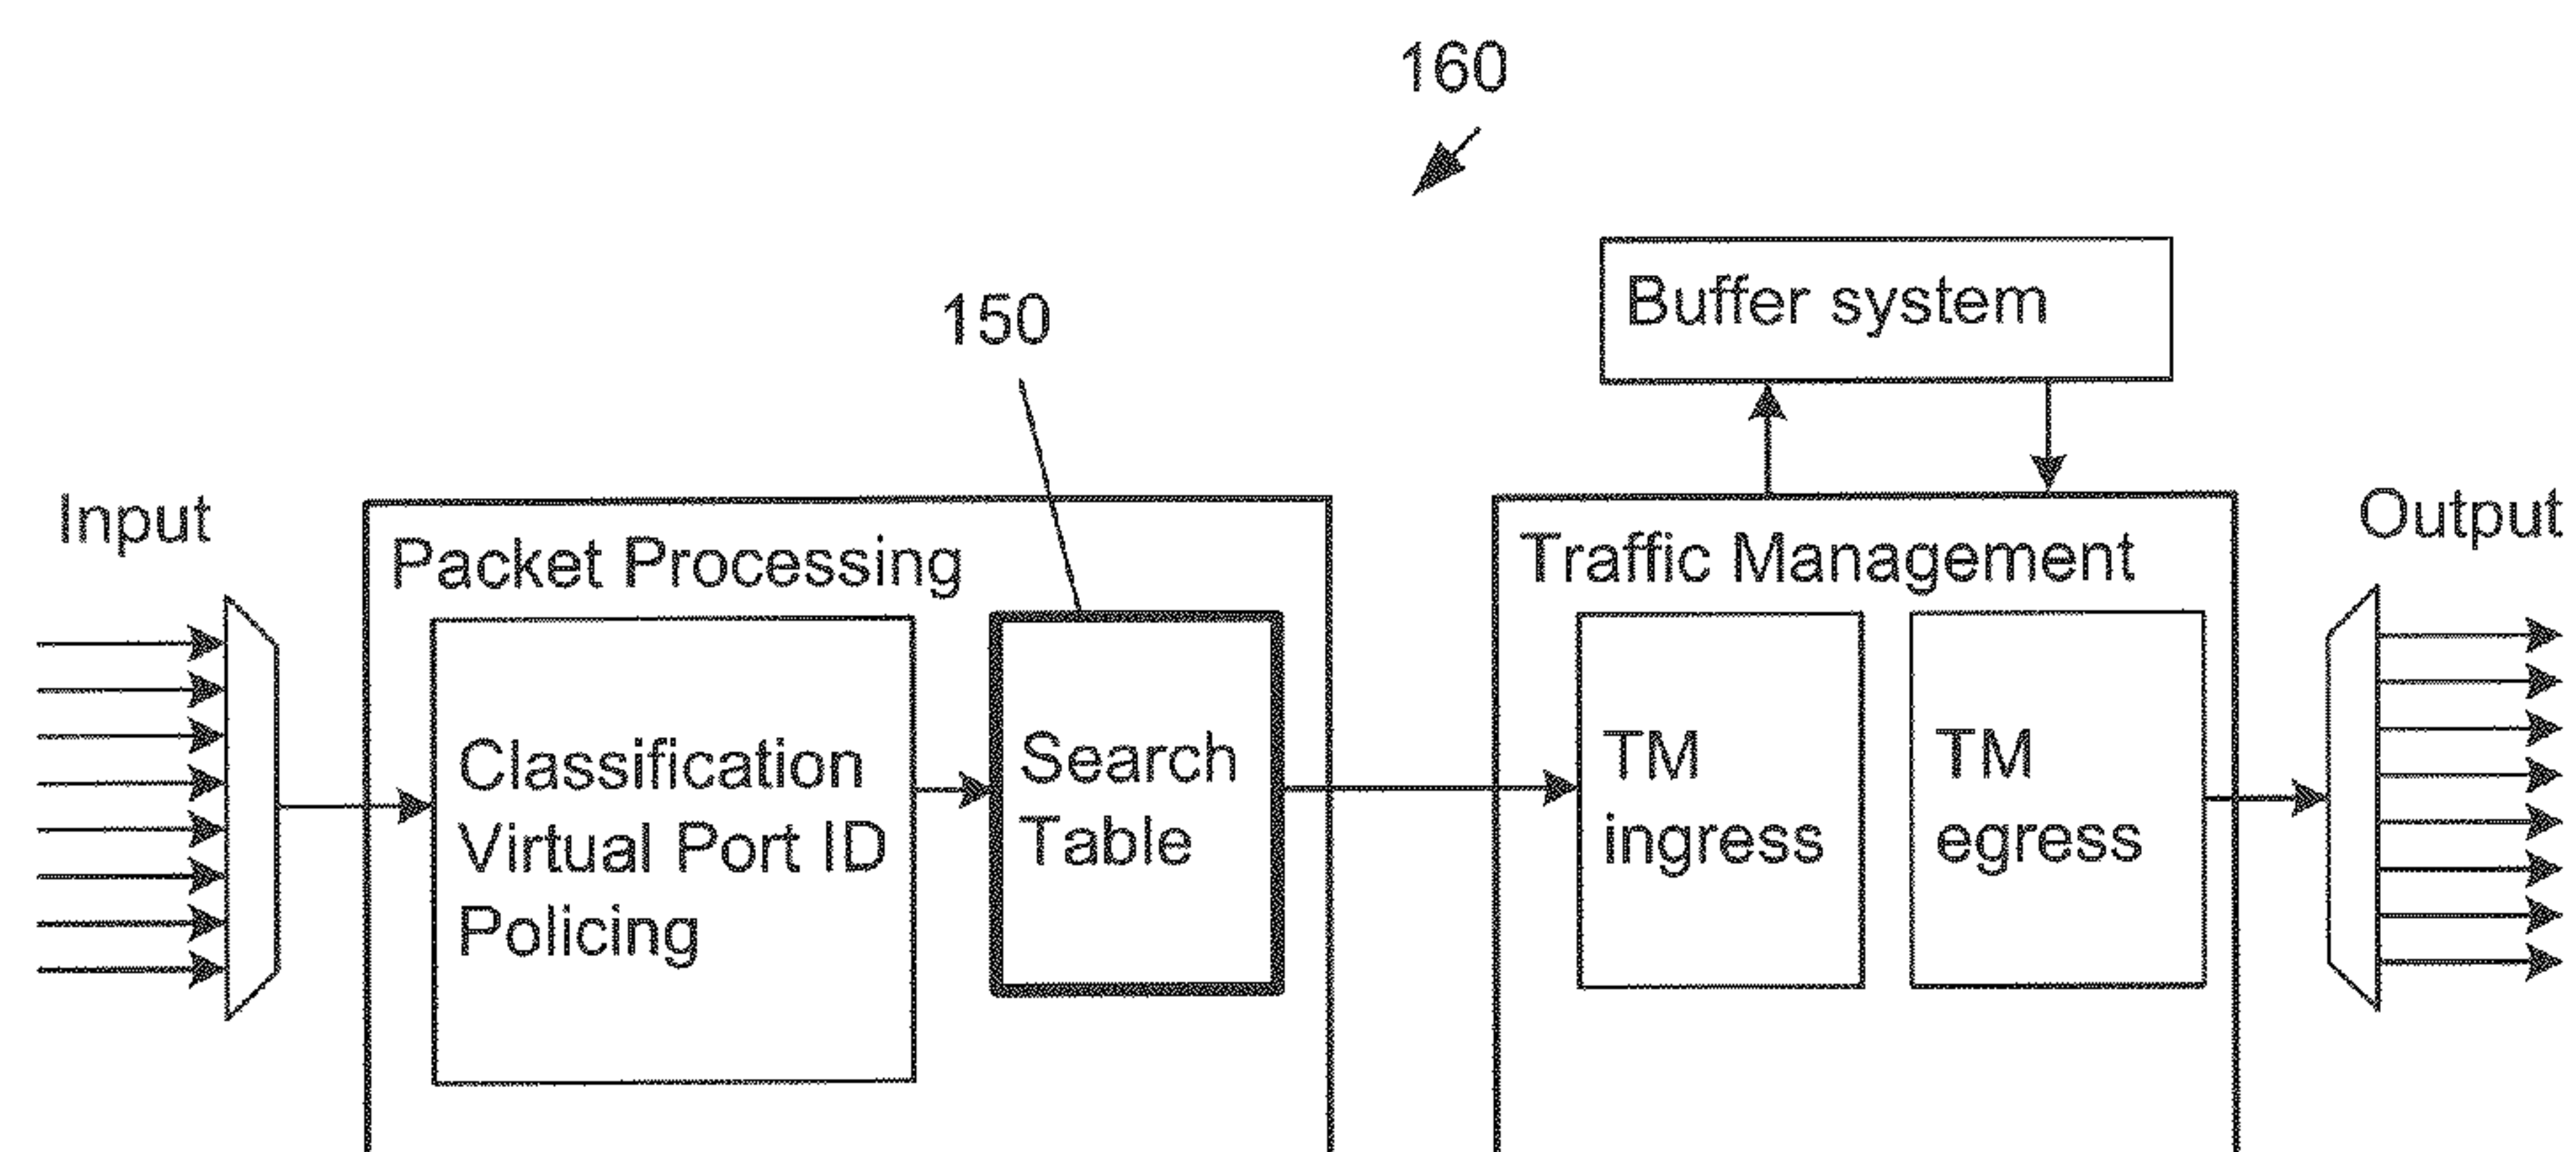 160
150
Buffer system
Input
Packet Processing
Traffic Management
Output
Classification
Virtual Port ID
Policing
Search
Table
TM
ingress
TM
egress